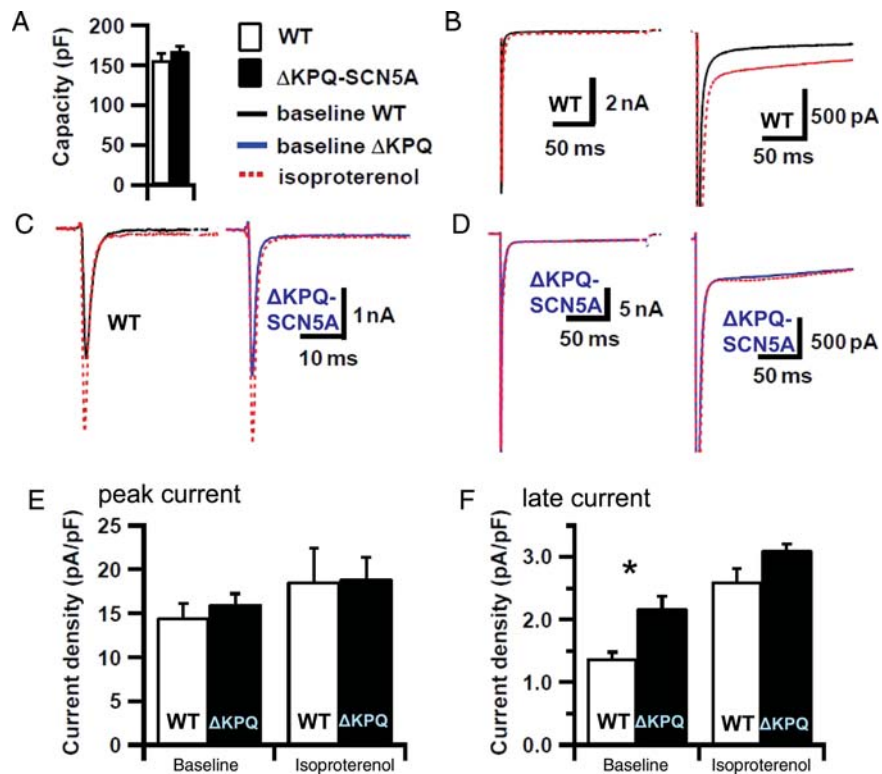 A
200
150
100
50
0
Capacity (pF)
WT
ΔKPQ-SCN5A
baseline WT
baseline ΔKPQ
isoproterenol
B
WT
2 nA
50 ms
WT
500 pA
50 ms
C
WT
ΔKPQ-
SCN5A
1 nA
10 ms
D
ΔKPQ-
SCN5A
5 nA
50 ms
ΔKPQ-
SCN5A
500 pA
50 ms
E peak current
Current density (pA/pF)
25
20
15
10
5
0
WT ΔKPQ WT ΔKPQ
Baseline Isoproterenol
F late current
Current density (pA/pF)
3.0
2.0
1.0
0.0
*
WT ΔKPQ WT ΔKPQ
Baseline Isoproterenol